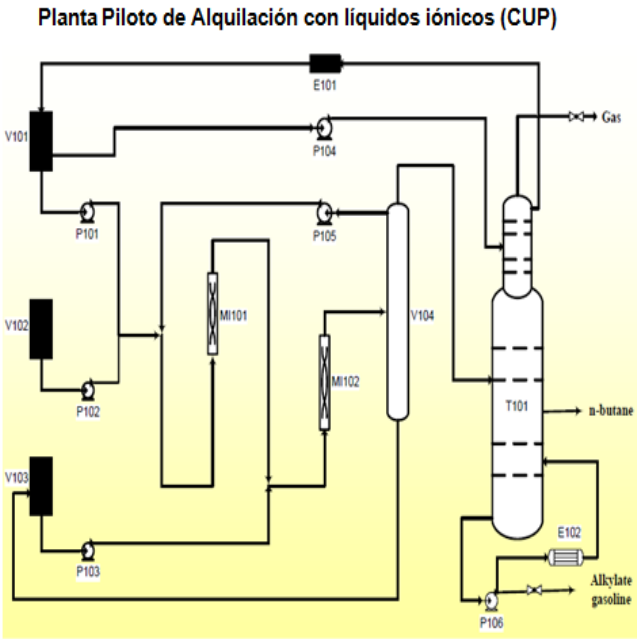 Planta Piloto de Alquilación con líquidos iónicos (CUP)
E101
Gas
V101
P104
P101
P105
MI101
V104
V102
MI102
T101
n-butane
P102
V103
E102
P103
Alkylate
gasoline
P106